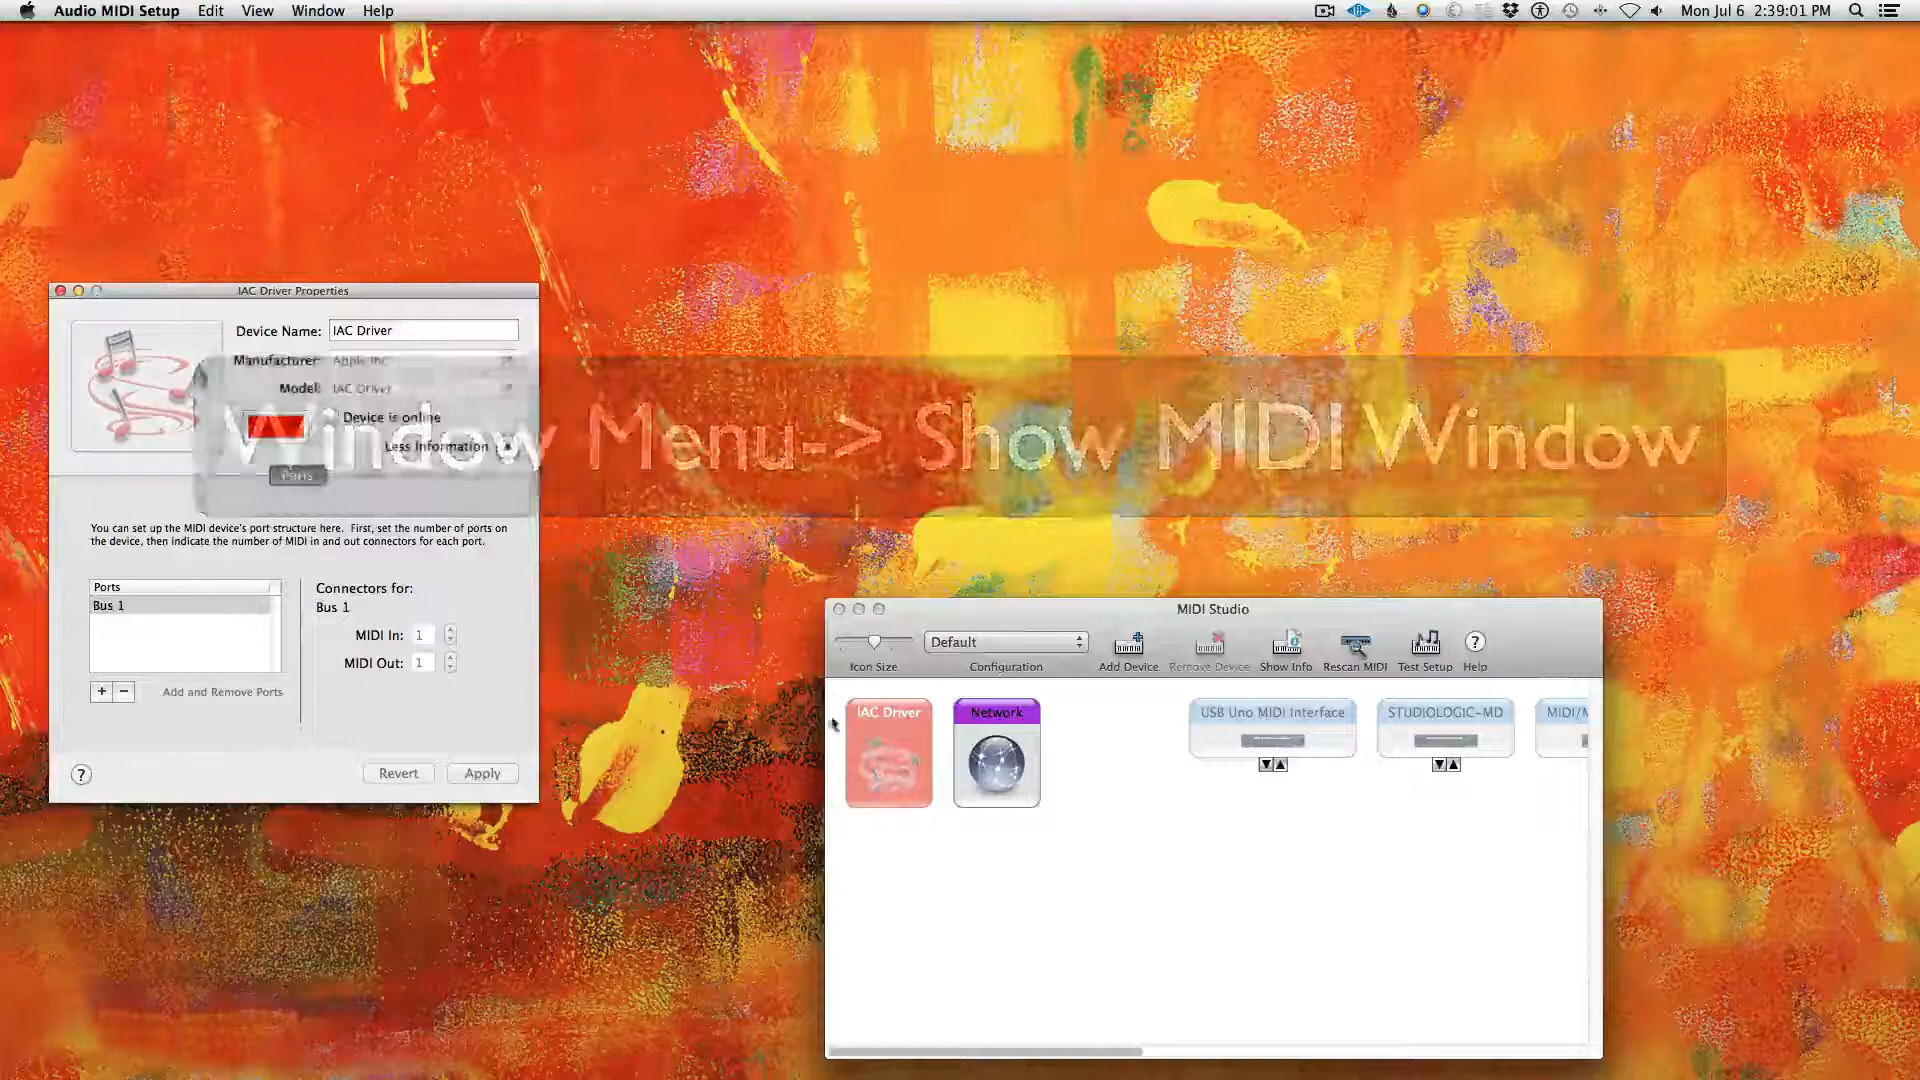 Audio MIDI Setup Edit View Window Help Mon Jul 6 2:39:01 PM
IAC Driver Properties
Device Name: IAC Driver
Manufacturer: Apple Inc.
Model: IAC Driver
Device is online
Less Information
Ports
Window Menu-> Show MIDI Window
You can set up the MIDI device's port structure here. First, set the number of ports on
the device, then indicate the number of MIDI in and out connectors for each port.
Ports
Bus 1
Connectors for:
Bus 1
MIDI In: 1
MIDI Out: 1
+ − Add and Remove Ports
? Revert Apply
MIDI Studio
Default
Icon Size Configuration Add Device Remove Device Show Info Rescan MIDI Test Setup Help
IAC Driver Network USB Uno MIDI Interface STUDIOLOGIC-MD MIDI/M